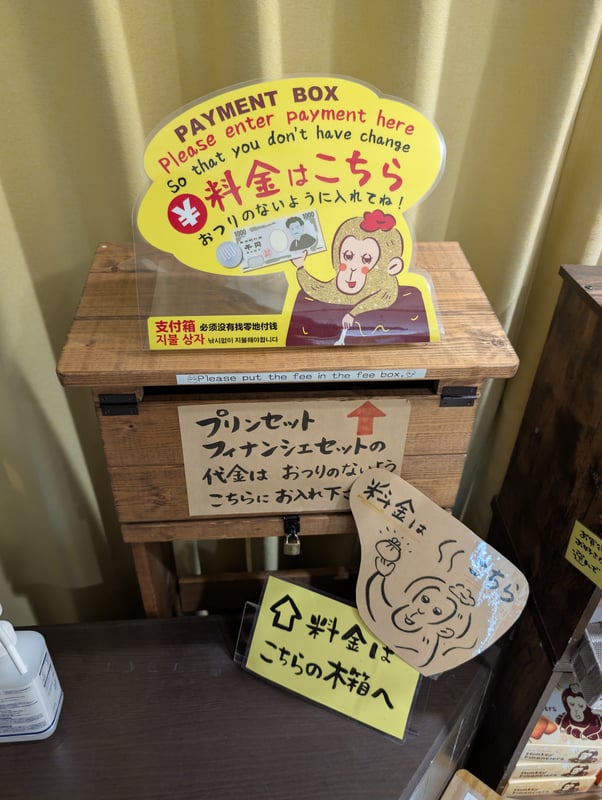 PAYMENT BOX
Please enter payment here
So that you don't have change
¥料金はこちら
おつりのないように入れてね!
1000
1000
千円
支付箱 必须没有找零地付钱
지불 상자 낚시없이 지불해야합니다
Please put the fee in the fee box.
プリンセット
フィナンシェセットの
代金は おつりのないよう
こちらに お入れ下さ
料金は
こちら
料金は
こちらの木箱へ
Monkey
Financiers